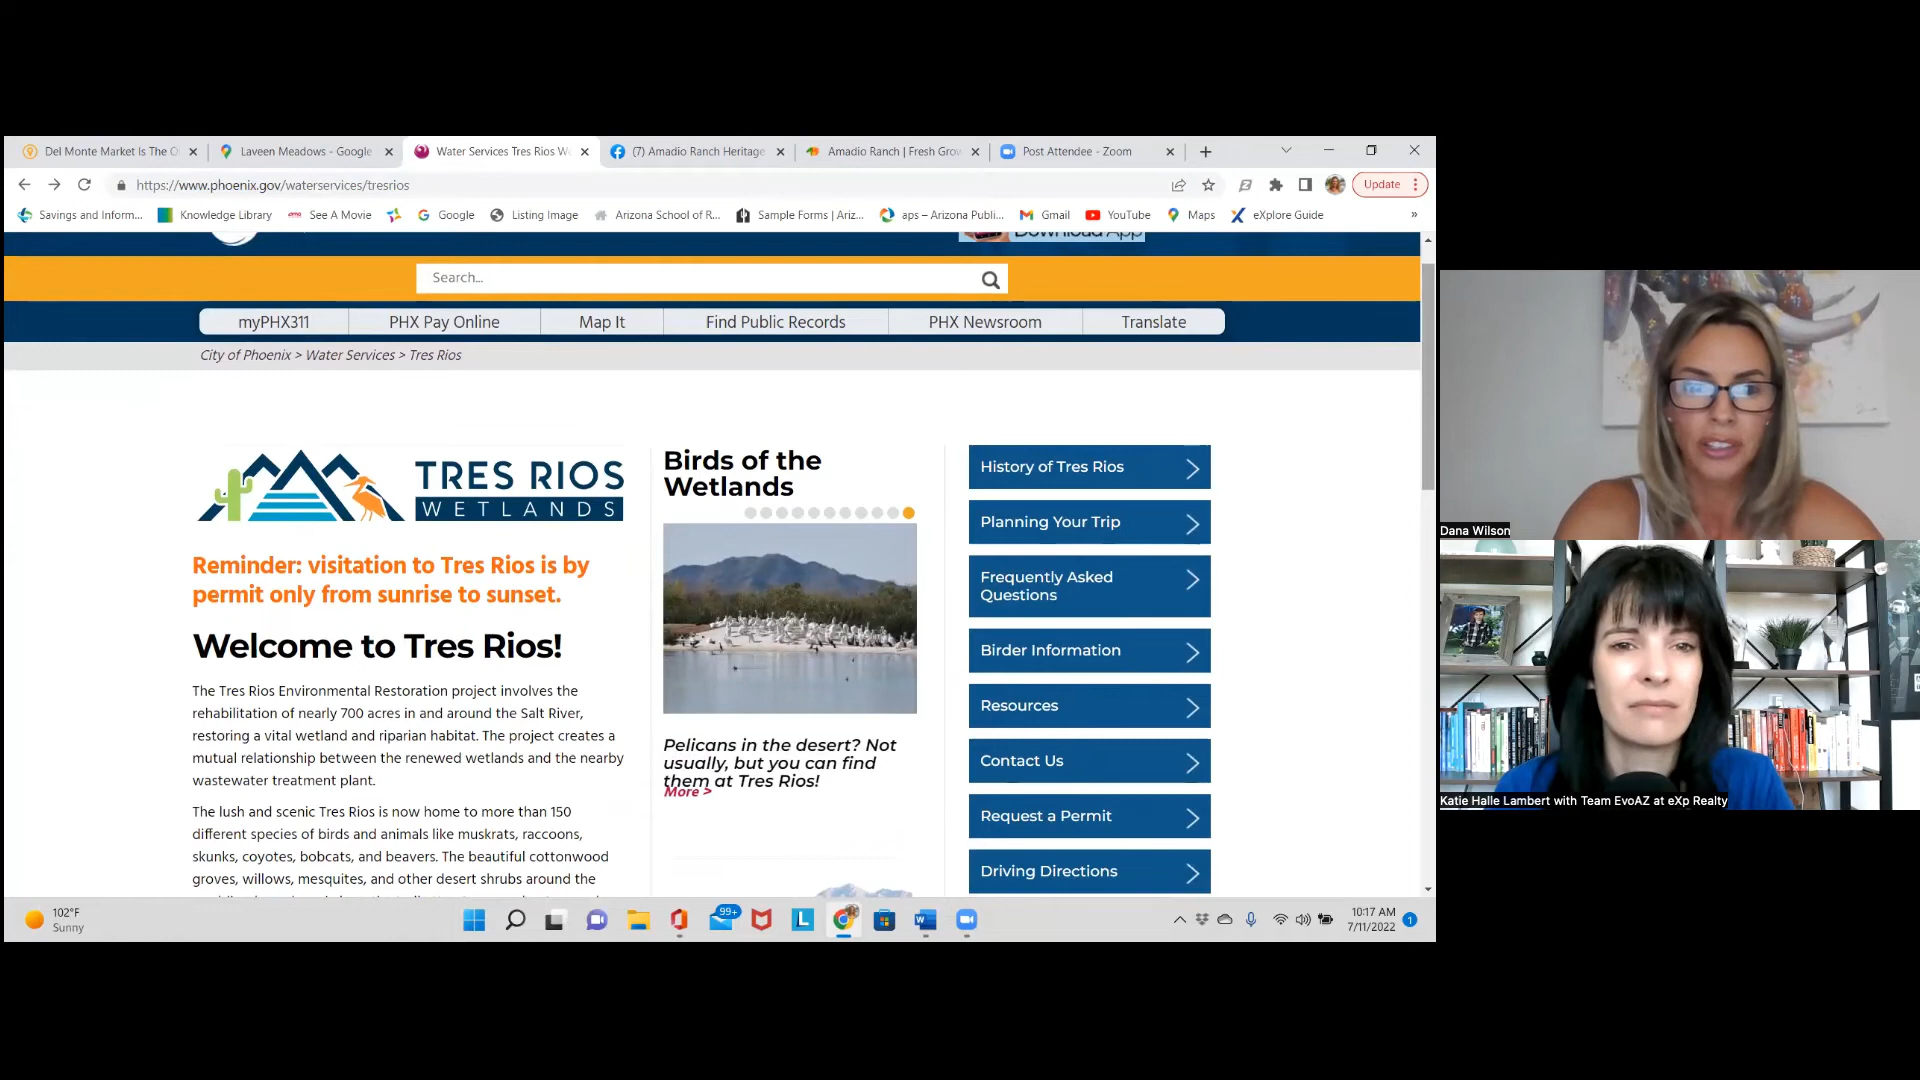 Del Monte Market Is The O
Laveen Meadows - Google
Water Services Tres Rios We
(7) Amadio Ranch Heritage
Amadio Ranch | Fresh Grow
Post Attendee - Zoom
https://www.phoenix.gov/waterservices/tresrios
Update
Savings and Inform...
Knowledge Library
See A Movie
Google
Listing Image
Arizona School of R...
Sample Forms | Ariz...
aps – Arizona Publi...
Gmail
YouTube
Maps
eXplore Guide
»
Download App
Search...
myPHX311
PHX Pay Online
Map It
Find Public Records
PHX Newsroom
Translate
City of Phoenix > Water Services > Tres Rios
TRES RIOS
WETLANDS
Reminder: visitation to Tres Rios is by
permit only from sunrise to sunset.
Welcome to Tres Rios!
The Tres Rios Environmental Restoration project involves the
rehabilitation of nearly 700 acres in and around the Salt River,
restoring a vital wetland and riparian habitat. The project creates a
mutual relationship between the renewed wetlands and the nearby
wastewater treatment plant.
The lush and scenic Tres Rios is now home to more than 150
different species of birds and animals like muskrats, raccoons,
skunks, coyotes, bobcats, and beavers. The beautiful cottonwood
groves, willows, mesquites, and other desert shrubs around the
Birds of the
Wetlands
Pelicans in the desert? Not
usually, but you can find
them at Tres Rios!
More >
History of Tres Rios
Planning Your Trip
Frequently Asked
Questions
Birder Information
Resources
Contact Us
Request a Permit
Driving Directions
Dana Wilson
Katie Halle Lambert with Team EvoAZ at eXp Realty
102°F
Sunny
99+
L
W
10:17 AM
7/11/2022
1